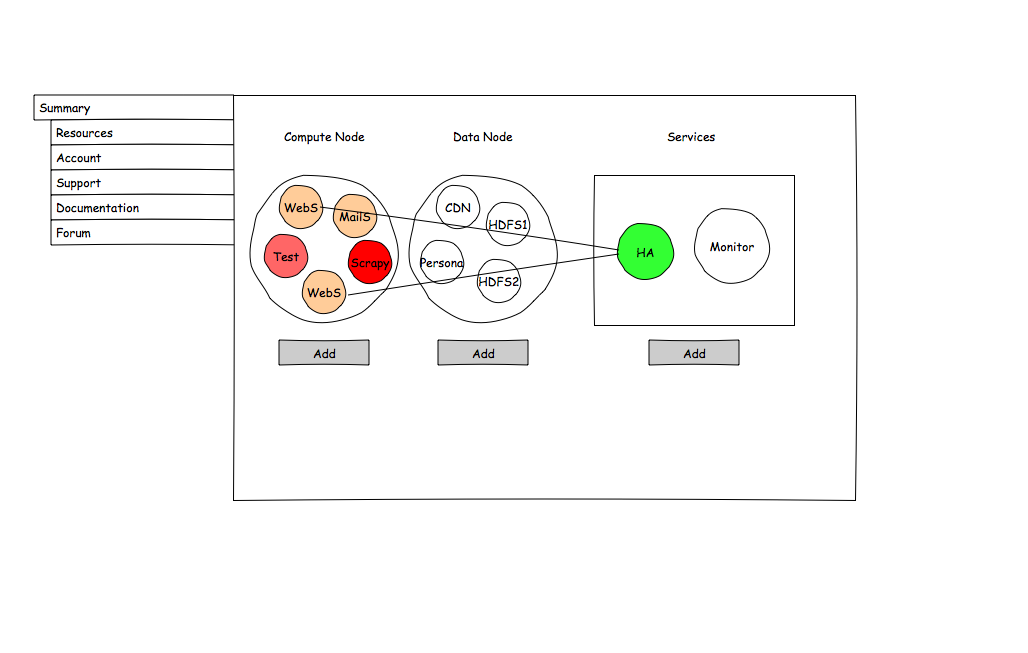 Summary
Resources
Account
Support
Documentation
Forum
Compute Node
Data Node
Services
WebS
MailS
Test
Scrapy
WebS
CDN
HDFS1
Persona
HDFS2
HA
Monitor
Add
Add
Add